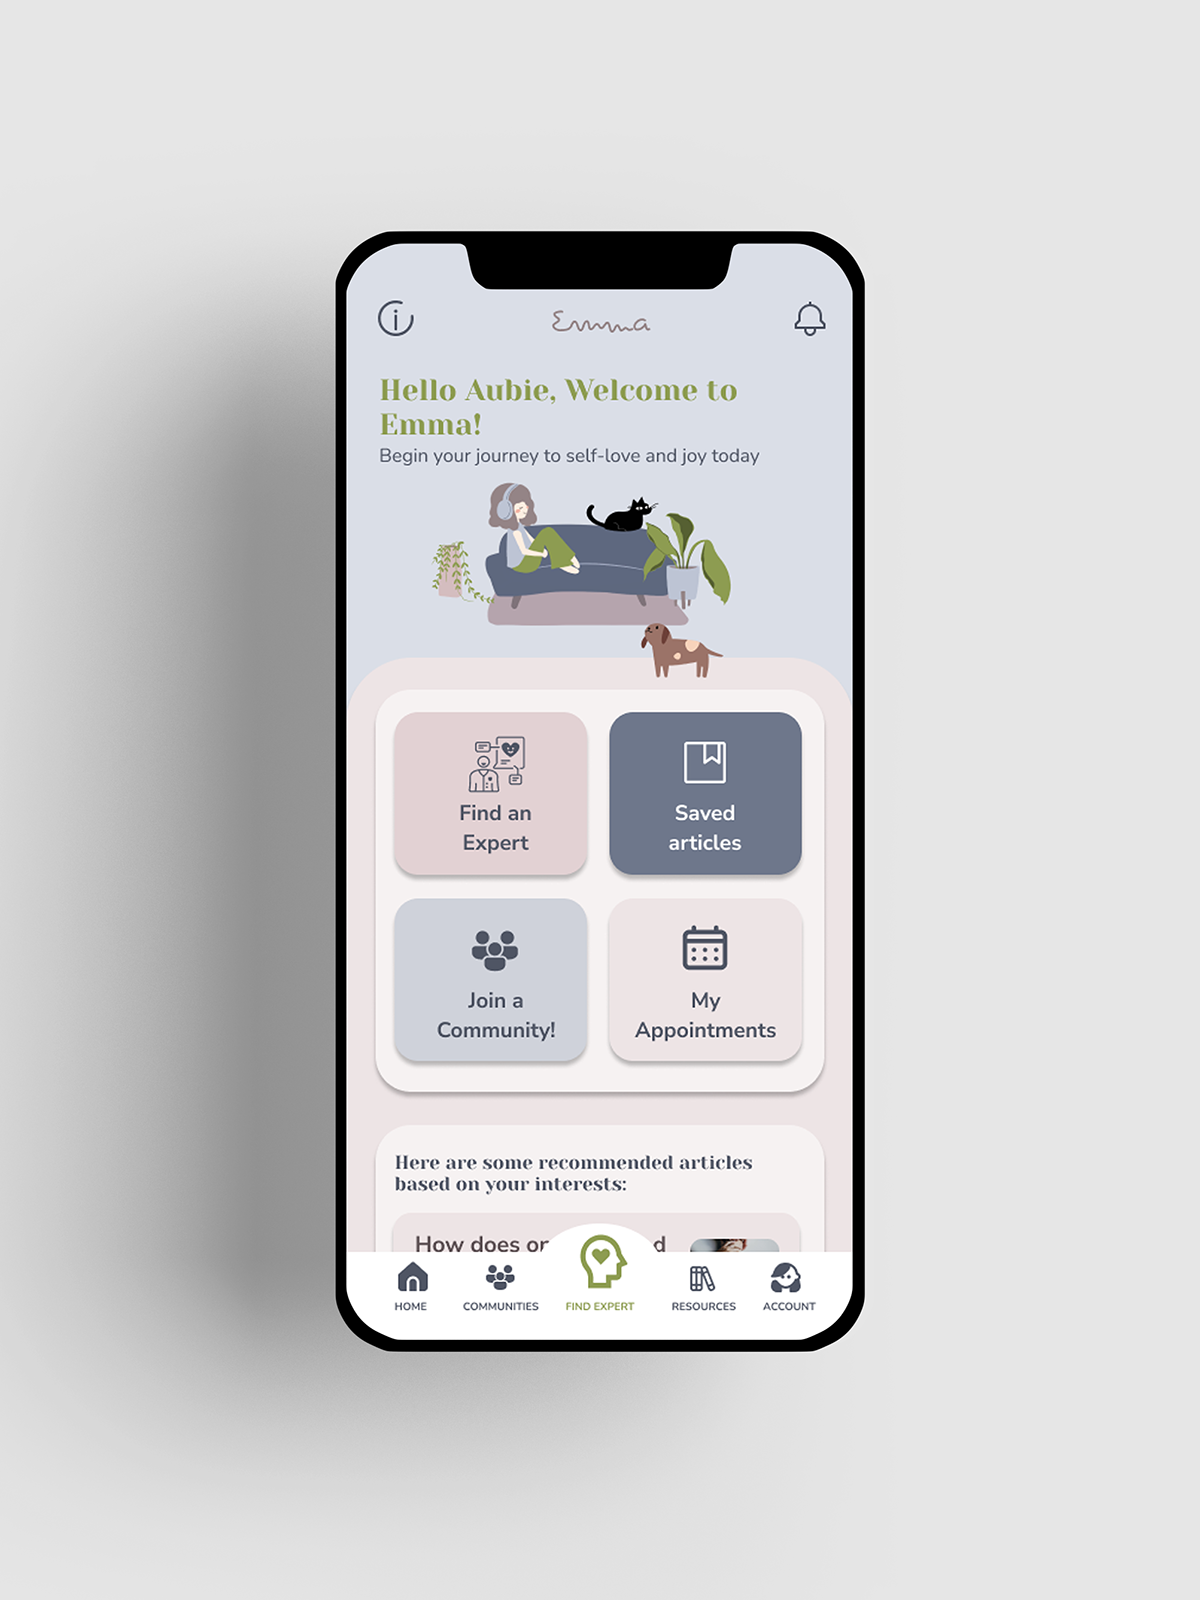 Emma
Hello Aubie, Welcome to
Emma!
Begin your journey to self-love and joy today
Find an
Expert
Saved
articles
Join a
Community!
My
Appointments
Here are some recommended articles
based on your interests:
How does
HOME
COMMUNITIES
FIND EXPERT
RESOURCES
ACCOUNT